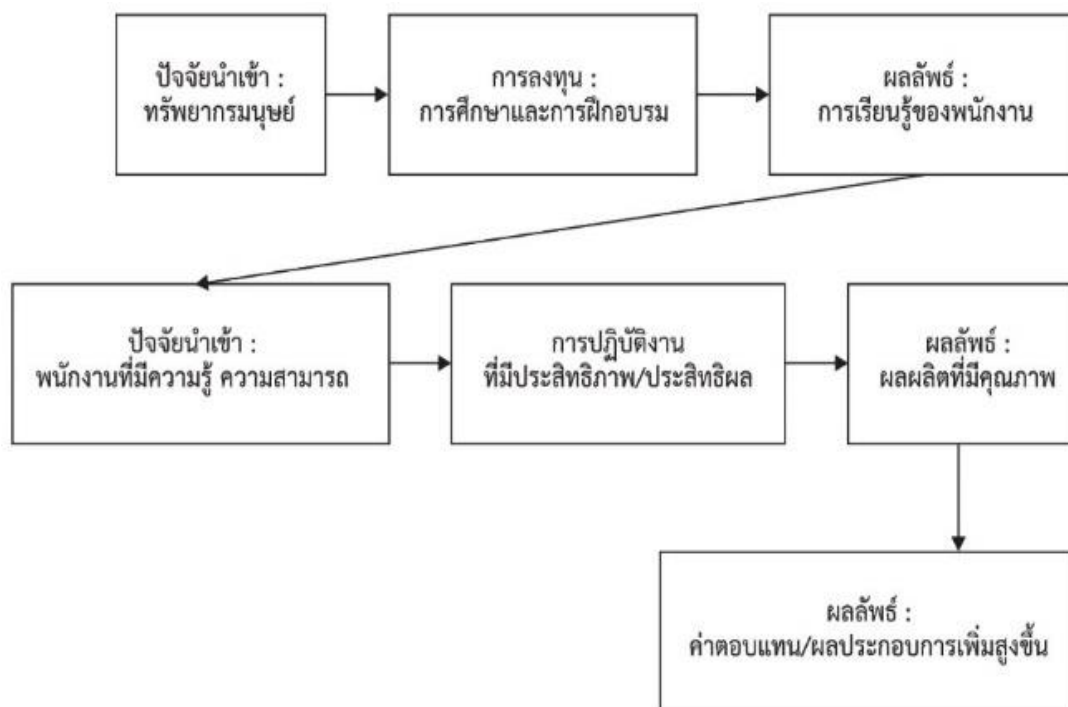 ปัจจัยนำเข้า :
ทรัพยากรมนุษย์
การลงทุน :
การศึกษาและการฝึกอบรม
ผลลัพธ์ :
การเรียนรู้ของพนักงาน
ปัจจัยนำเข้า :
พนักงานที่มีความรู้ ความสามารถ
การปฏิบัติงาน
ที่มีประสิทธิภาพ/ประสิทธิผล
ผลลัพธ์ :
ผลผลิตที่มีคุณภาพ
ผลลัพธ์ :
ค่าตอบแทน/ผลประกอบการเพิ่มสูงขึ้น